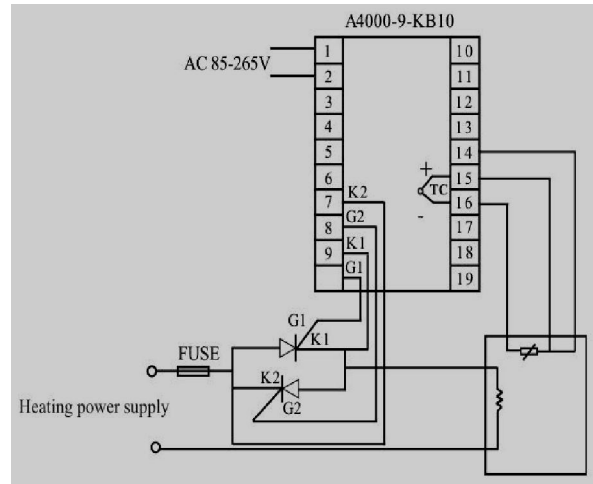 A4000-9-KB10
AC 85-265V
1
2
3
4
5
6
7
8
9
10
11
12
13
14
15
16
17
18
19
K2
G2
K1
G1
+
TC
-
G1
K1
FUSE
K2
G2
Heating power supply